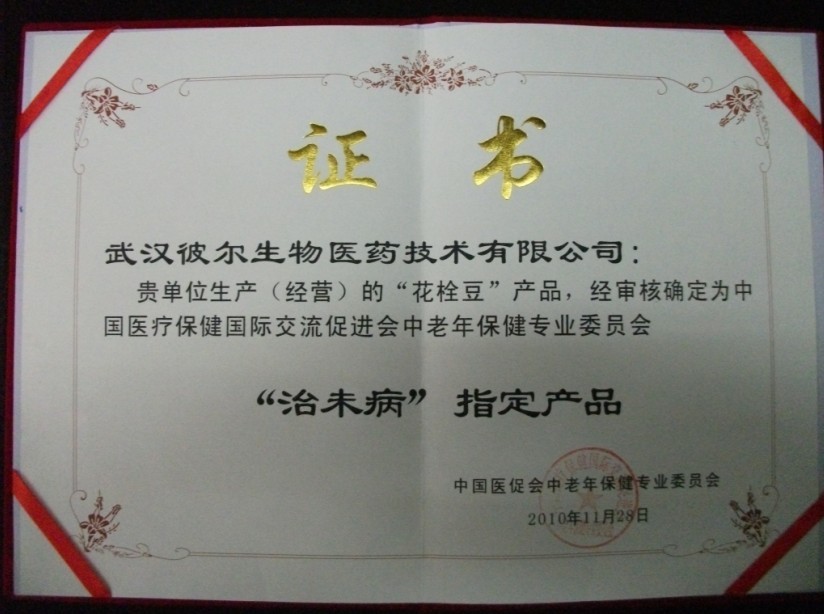 证 书
武汉彼尔生物医药技术有限公司：
贵单位生产（经营）的“花栓豆”产品，经审核确定为中
国医疗保健国际交流促进会中老年保健专业委员会
“治未病”指定产品
中国医促会中老年保健专业委员会
2010年11月28日